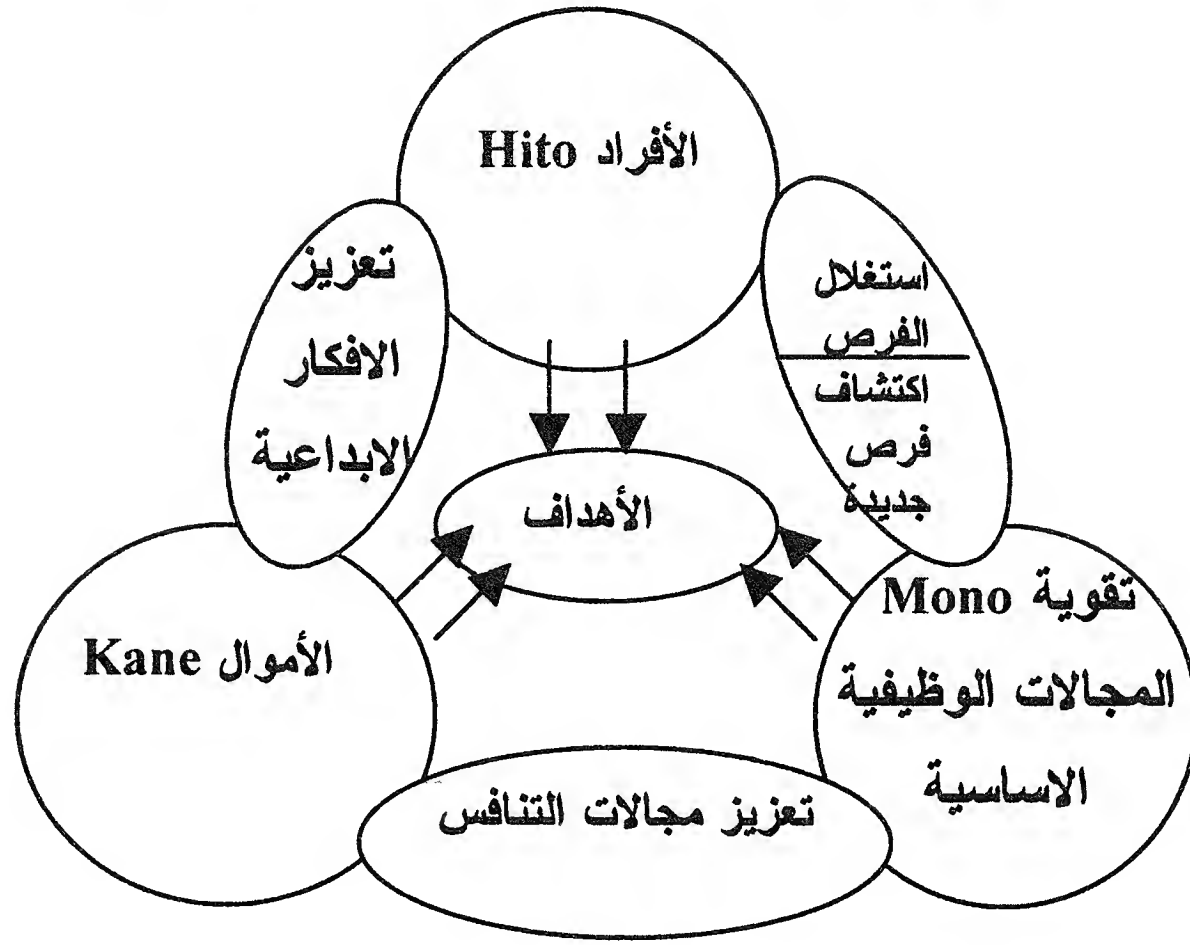 الأفراد Hito
استغلال
الفرص
اكتشاف
فرص
جديدة
تعزيز
الافكار
الابداعية
الأهداف
تقوية Mono
المجالات الوظيفية
الاساسية
الأموال Kane
تعزيز مجالات التنافس